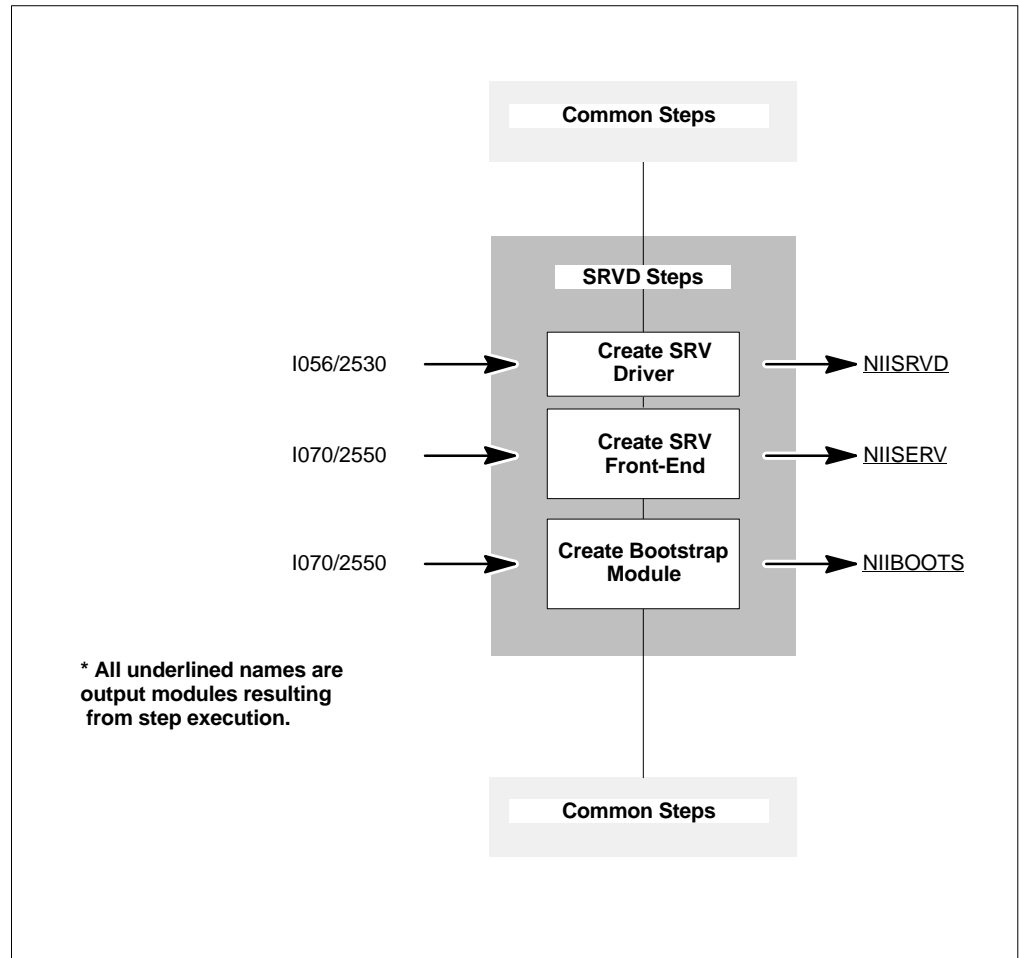 Common Steps
SRVD Steps
I056/2530
Create SRV
Driver
NIISRVD
I070/2550
Create SRV
Front-End
NIISERV
I070/2550
Create Bootstrap
Module
NIIBOOTS
* All underlined names are
output modules resulting
from step execution.
Common Steps